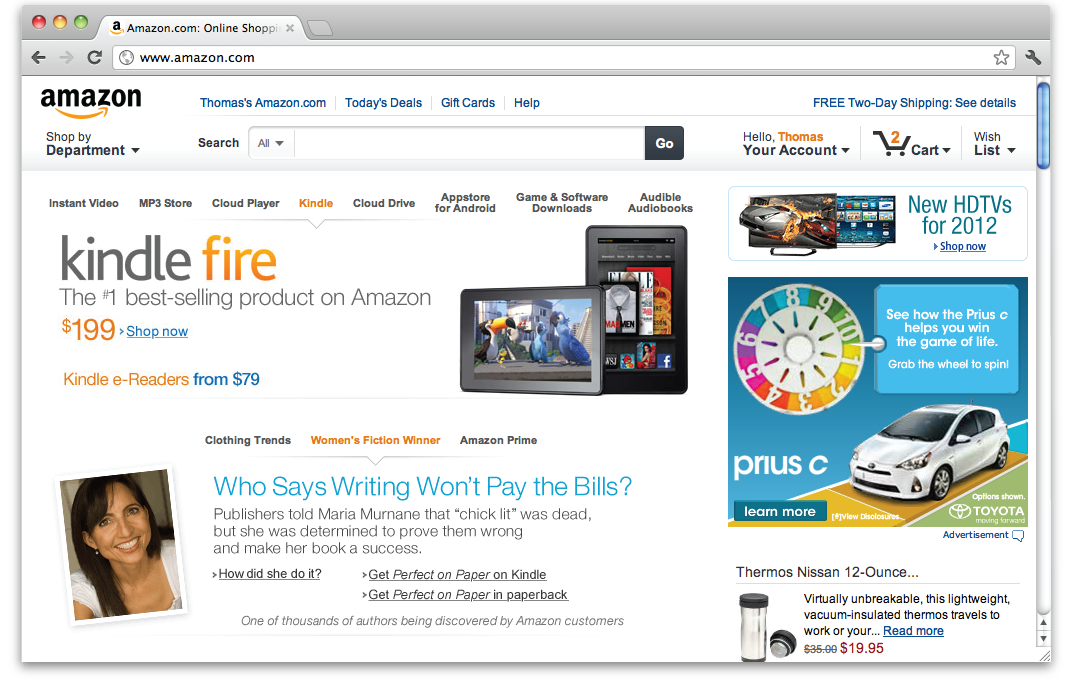 Amazon.com: Online Shoppi
www.amazon.com
amazon
Thomas's Amazon.com
Today's Deals
Gift Cards
Help
FREE Two-Day Shipping: See details
Shop by
Department
Search
All
Go
Hello, Thomas
Your Account
2
Cart
Wish
List
Instant Video
MP3 Store
Cloud Player
Kindle
Cloud Drive
Appstore
for Android
Game & Software
Downloads
Audible
Audiobooks
kindle fire
The #1 best-selling product on Amazon
$199 › Shop now
Kindle e-Readers from $79
New HDTVs
for 2012
Shop now
See how the Prius c
helps you win
the game of life.
Grab the wheel to spin!
prius c
learn more
[+]View Disclosures
Options shown.
TOYOTA
moving forward
Advertisement
Clothing Trends
Women's Fiction Winner
Amazon Prime
Who Says Writing Won't Pay the Bills?
Publishers told Maria Murnane that “chick lit” was dead,
but she was determined to prove them wrong
and make her book a success.
› How did she do it?
› Get Perfect on Paper on Kindle
› Get Perfect on Paper in paperback
One of thousands of authors being discovered by Amazon customers
Thermos Nissan 12-Ounce...
Virtually unbreakable, this lightweight,
vacuum-insulated thermos travels to
work or your... Read more
$35.00 $19.95